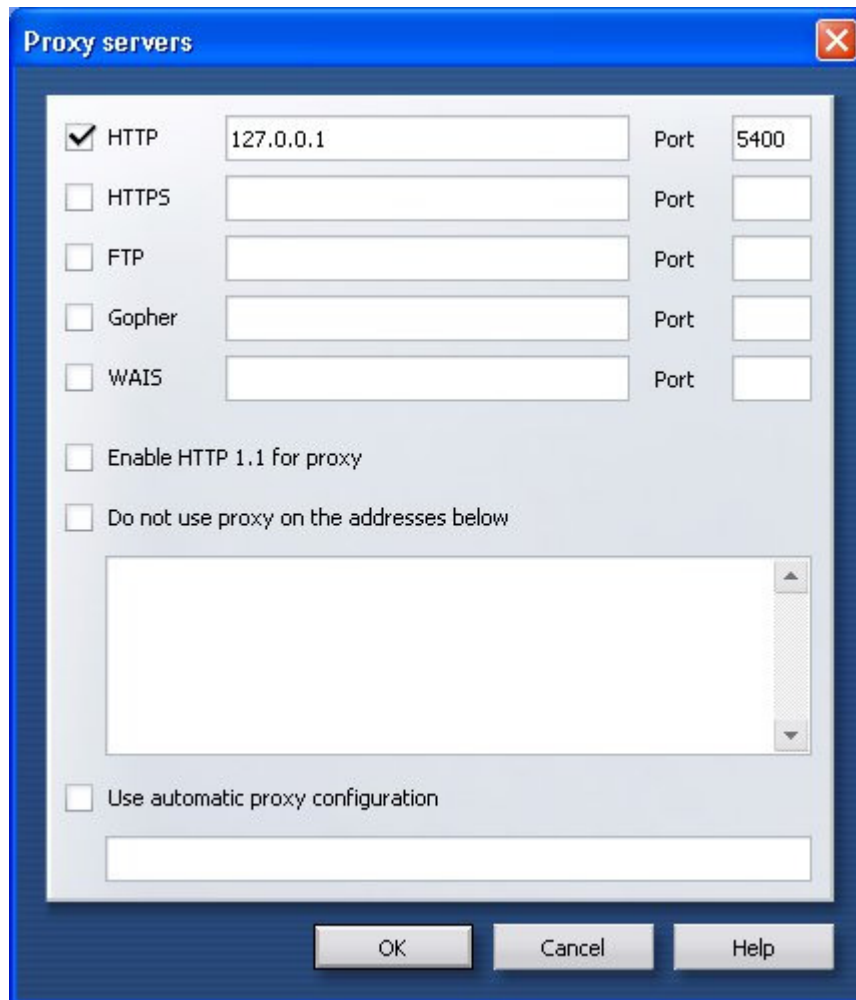 Proxy servers
HTTP 127.0.0.1 Port 5400
HTTPS Port
FTP Port
Gopher Port
WAIS Port
Enable HTTP 1.1 for proxy
Do not use proxy on the addresses below
Use automatic proxy configuration
OK Cancel Help